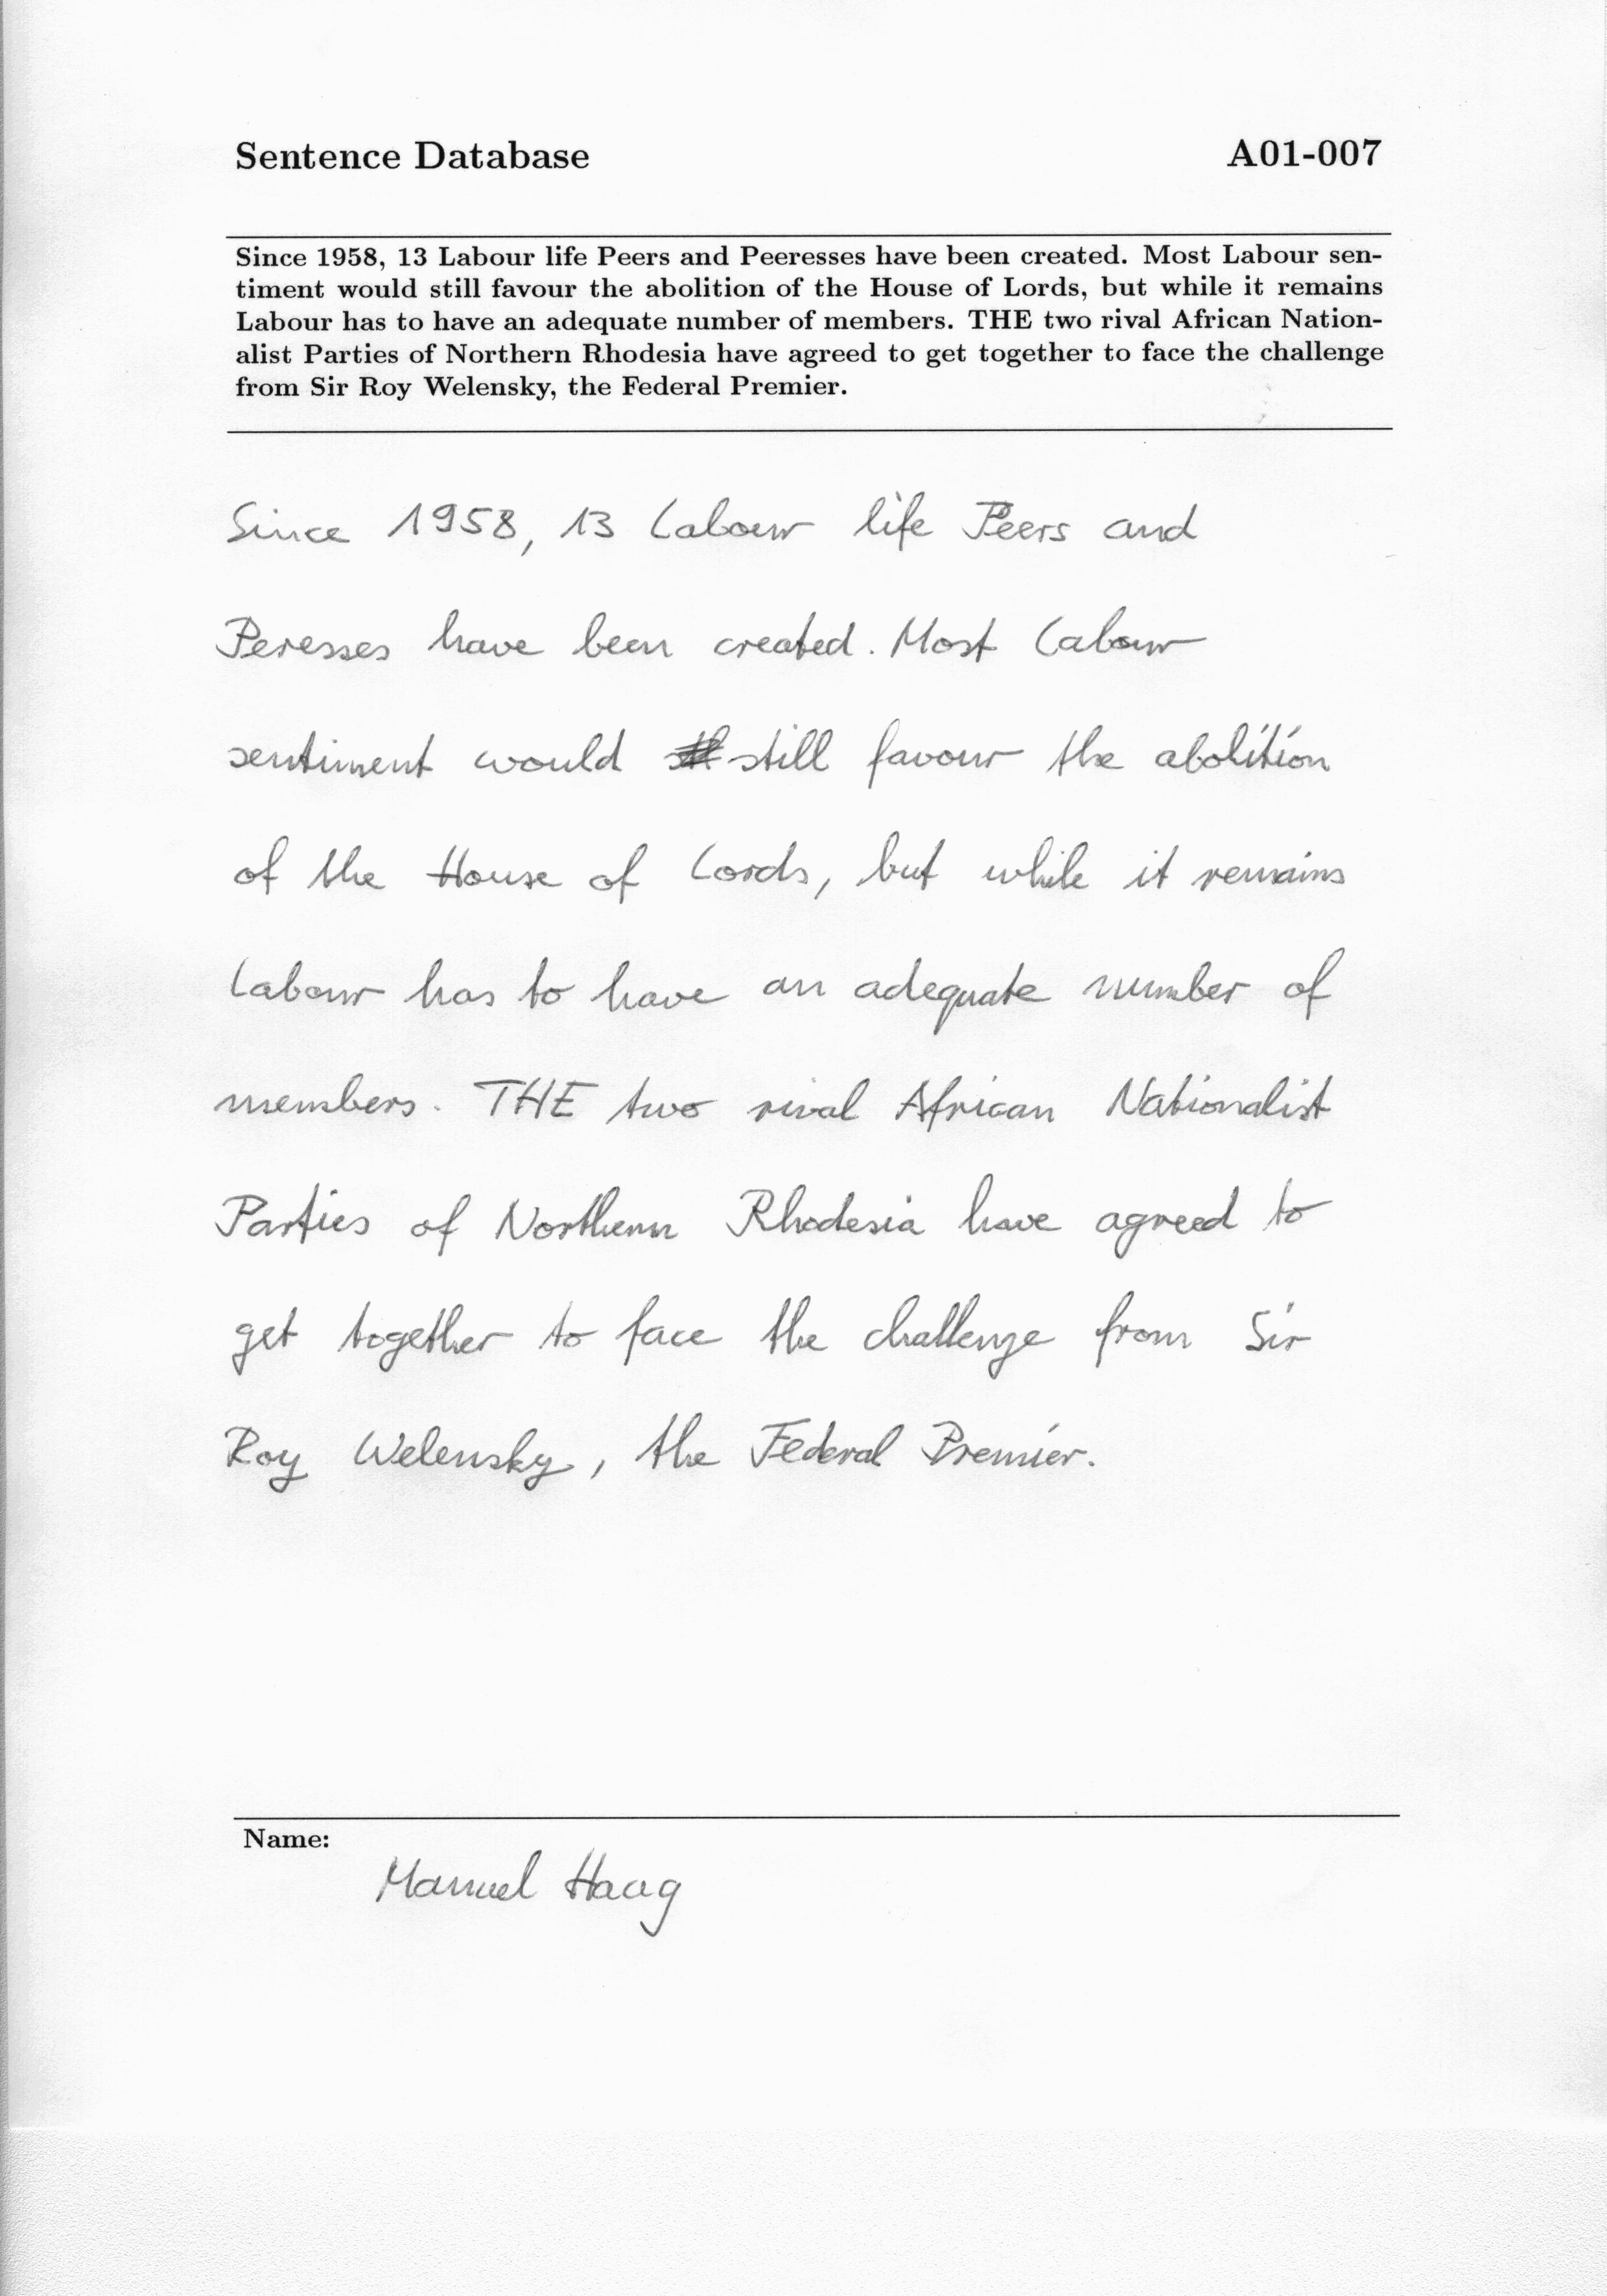 Sentence Database A01-007
Since 1958, 13 Labour life Peers and Peeresses have been created. Most Labour sen-
timent would still favour the abolition of the House of Lords, but while it remains
Labour has to have an adequate number of members. THE two rival African Nation-
alist Parties of Northern Rhodesia have agreed to get together to face the challenge
from Sir Roy Welensky, the Federal Premier.
Since 1958, 13 Labour life Peers and
Peresses have been created. Most Labour
sentiment would still favour the abolition
of the House of Lords, but while it remains
Labour has to have an adequate number of
members. THE two rival African Nationalist
Parties of Northern Rhodesia have agreed to
get together to face the challenge from Sir
Roy Welensky, the Federal Premier.
Name:
Manuel Haag